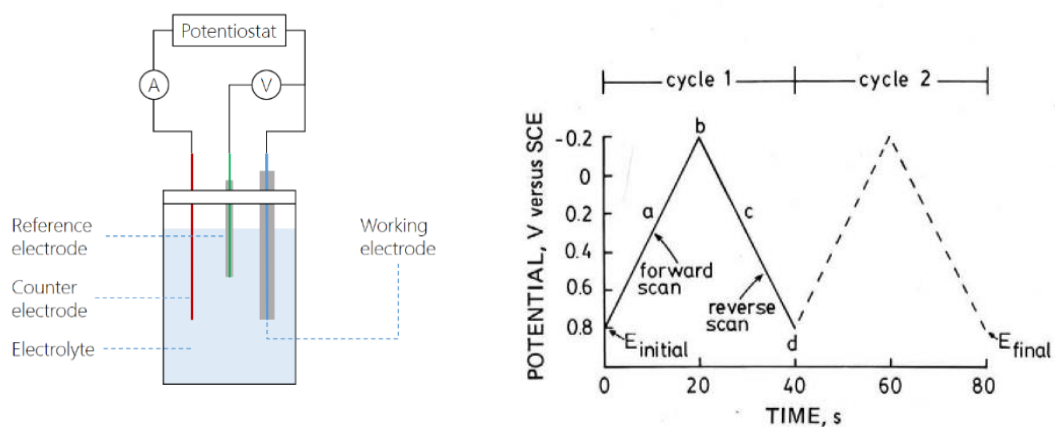 Potentiostat
A
V
Reference
electrode
Counter
electrode
Electrolyte
Working
electrode
cycle 1
cycle 2
POTENTIAL, V versus SCE
-0.2
0
0.2
0.4
0.6
0.8
b
a
c
forward
scan
reverse
scan
d
E initial
E final
0
20
40
60
80
TIME, s